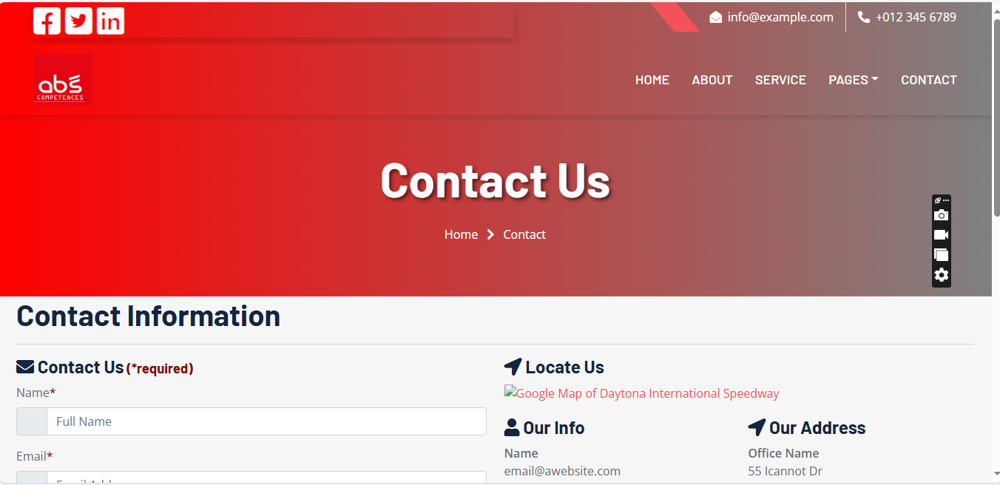 info@example.com
+012 345 6789
abs
COMPETENCES
HOME
ABOUT
SERVICE
PAGES
CONTACT
Contact Us
Home
Contact
Contact Information
Contact Us (*required)
Locate Us
Name*
Google Map of Daytona International Speedway
Full Name
Our Info
Our Address
Email*
Name
Office Name
email@awebsite.com
55 Icannot Dr